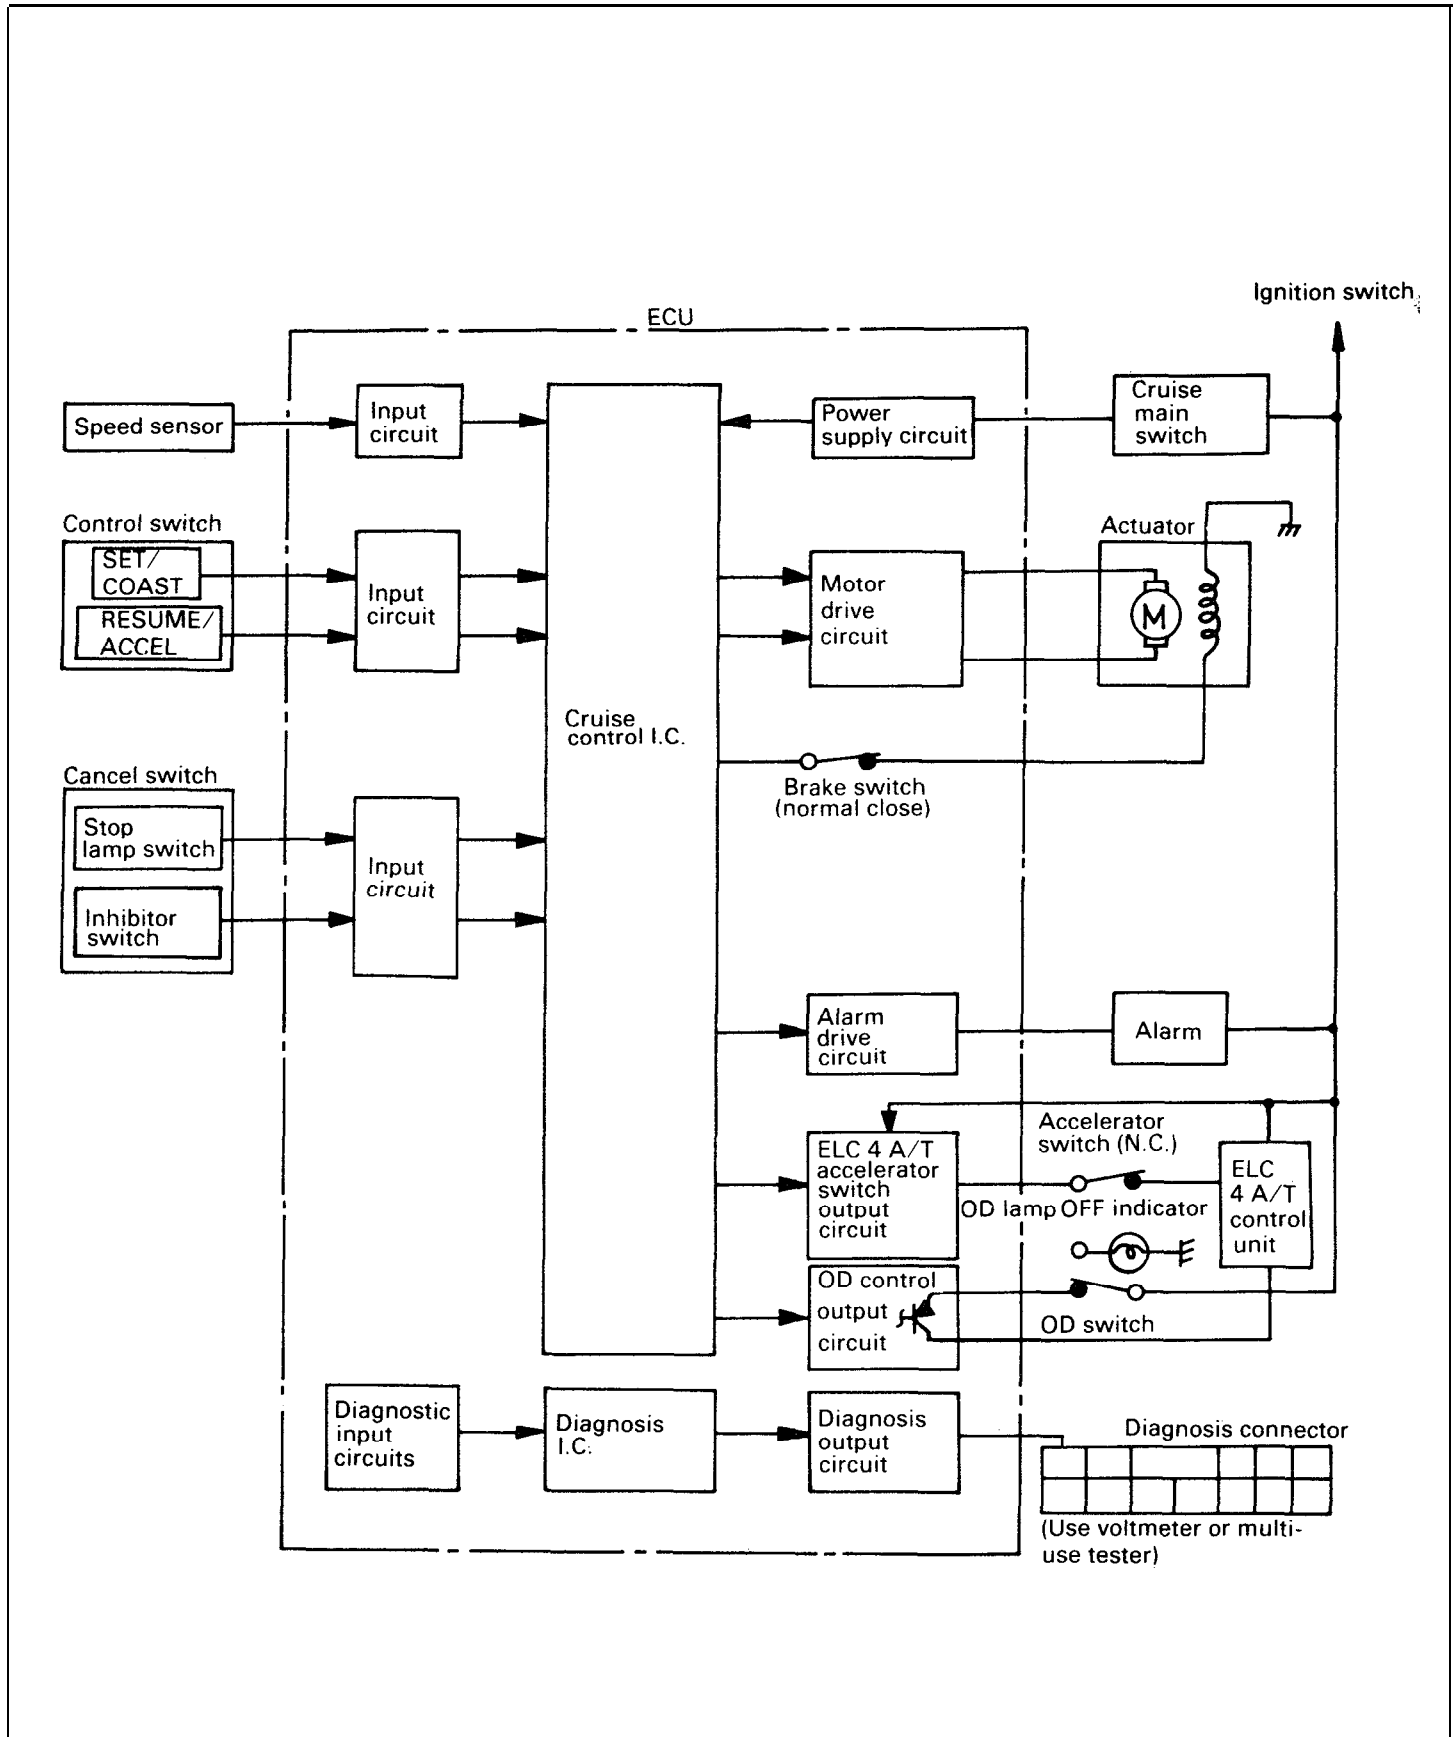 Ignition switch
ECU
Speed sensor
Input
circuit
Power
supply circuit
Cruise
main
switch
Control switch
SET/
COAST
RESUME/
ACCEL
Input
circuit
Motor
drive
circuit
Actuator
M
Cruise
control I.C.
Brake switch
(normal close)
Cancel switch
Stop
lamp switch
Inhibitor
switch
Input
circuit
Alarm
drive
circuit
Alarm
ELC 4 A/T
accelerator
switch
output
circuit
Accelerator
switch (N.C.)
OD lamp OFF indicator
ELC
4 A/T
control
unit
OD control
output
circuit
OD switch
Diagnostic
input
circuits
Diagnosis
I.C.
Diagnosis
output
circuit
Diagnosis connector
(Use voltmeter or multi-
use tester)